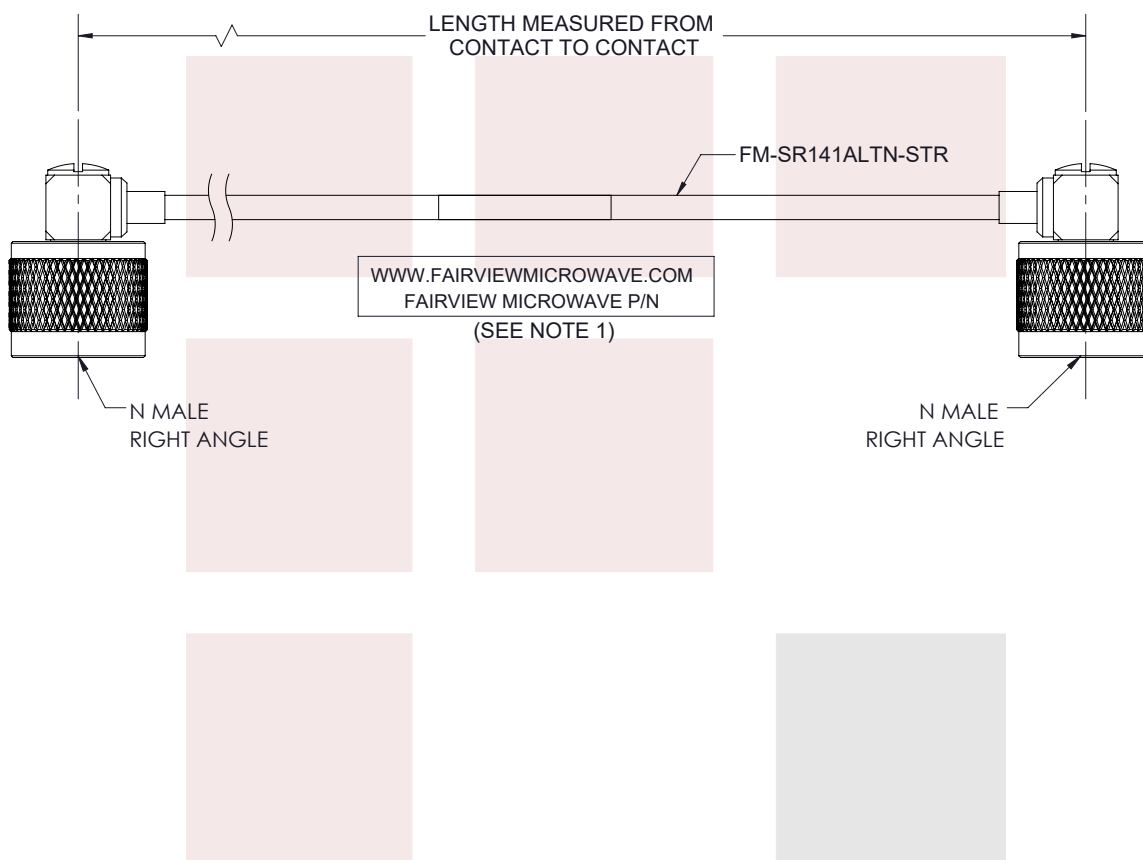 LENGTH MEASURED FROM
CONTACT TO CONTACT
FM-SR141ALTN-STR
WWW.FAIRVIEWMICROWAVE.COM
FAIRVIEW MICROWAVE P/N
(SEE NOTE 1)
N MALE
RIGHT ANGLE
N MALE
RIGHT ANGLE